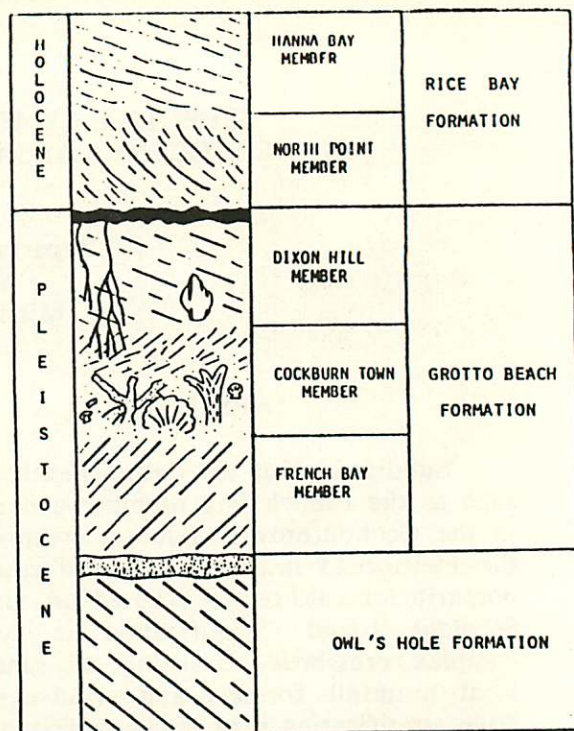 HOLOCENE
HANNA BAY
MEMBER
RICE BAY
FORMATION
NORTH POINT
MEMBER
PLEISTOCENE
DIXON HILL
MEMBER
COCKBURN TOWN
MEMBER
GROTTO BEACH
FORMATION
FRENCH BAY
MEMBER
OWL'S HOLE FORMATION